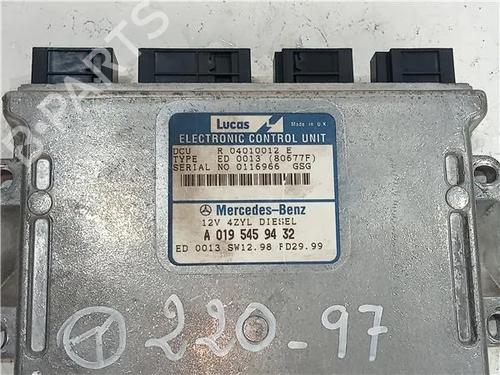 Lucas
Made in U.K.
ELECTRONIC CONTROL UNIT
DCU R 04010012 E
TYPE ED 0013 (80677F)
SERIAL NO 0116966 GSG
Mercedes-Benz
12V 4ZYL DIESEL
A 019 545 94 32
ED 0013 SW12.98 FD29.99
220-97